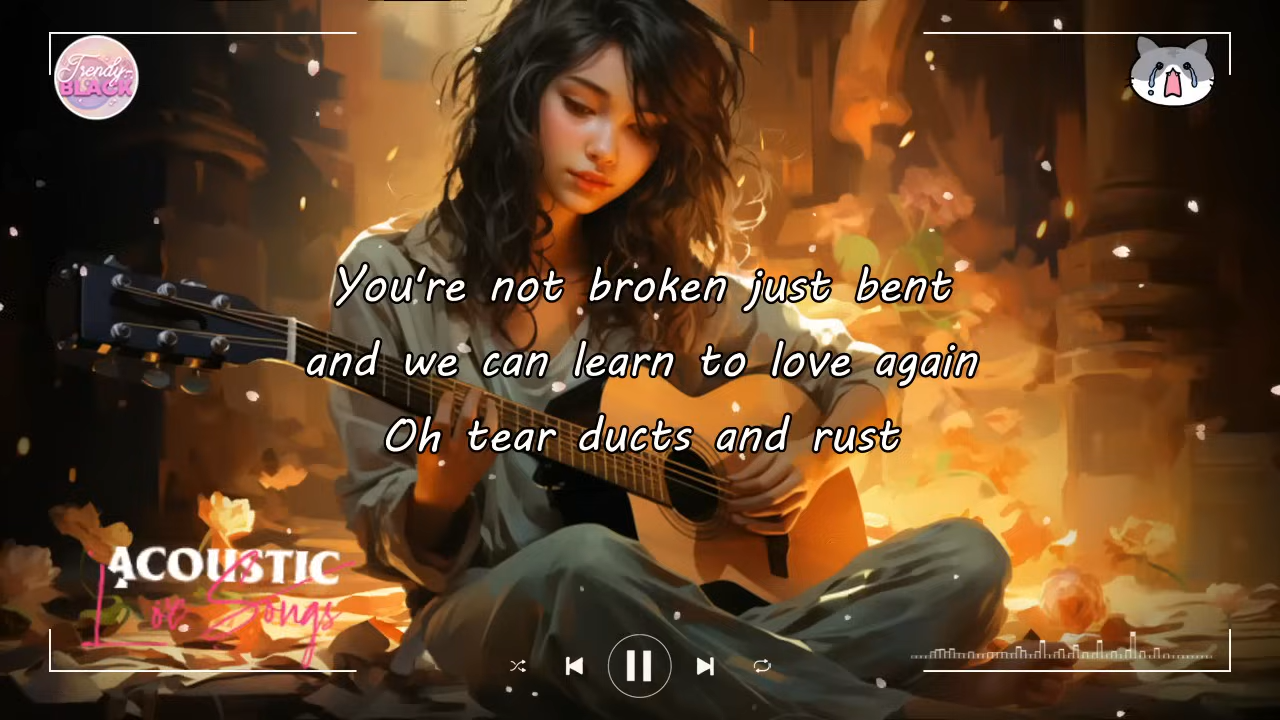 Trendy
BLACK
You're not broken just bent
and we can learn to love again
Oh tear ducts and rust
ACOUSTIC
Love Songs